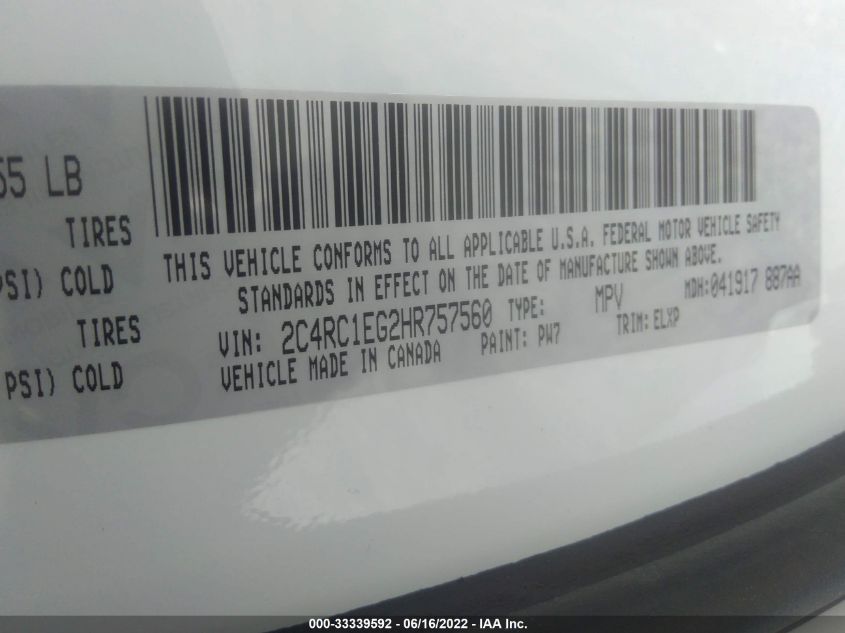 55 LB
TIRES
PSI) COLD
TIRES
PSI) COLD
THIS VEHICLE CONFORMS TO ALL APPLICABLE U.S.A. FEDERAL MOTOR VEHICLE SAFETY
STANDARDS IN EFFECT ON THE DATE OF MANUFACTURE SHOWN ABOVE.
VIN: 2C4RC1EG2HR757560 TYPE: MPV MDH:041917 887AA
VEHICLE MADE IN CANADA PAINT: PW7 TRIM: ELXP
000-33339592 - 06/16/2022 - IAA Inc.